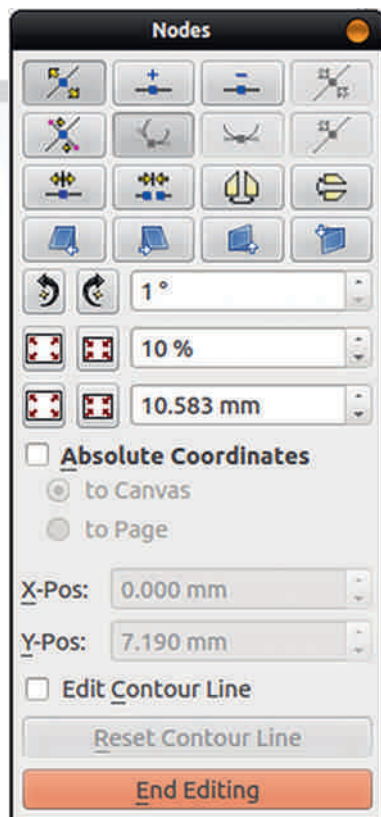 Nodes
1 °
10 %
10.583 mm
Absolute Coordinates
to Canvas
to Page
X-Pos: 0.000 mm
Y-Pos: 7.190 mm
Edit Contour Line
Reset Contour Line
End Editing